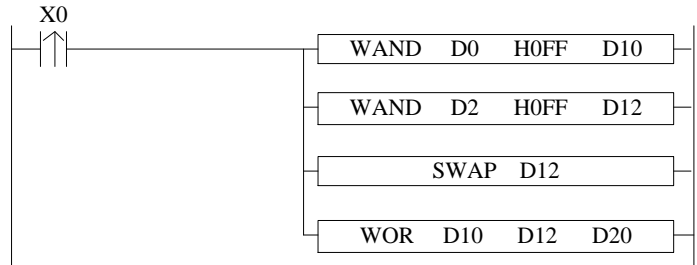 X0
WAND D0 H0FF D10
WAND D2 H0FF D12
SWAP D12
WOR D10 D12 D20